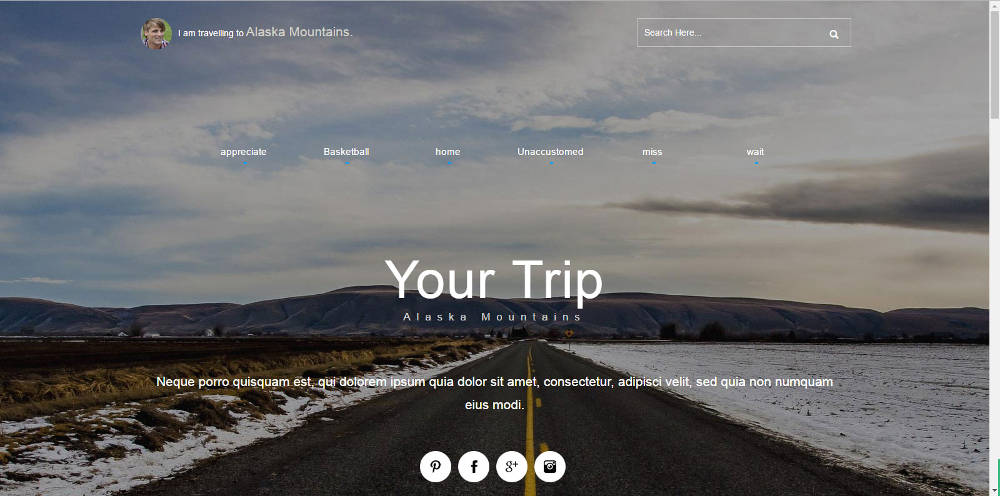 I am travelling to Alaska Mountains.
Search Here...
appreciate Basketball home Unaccustomed miss wait
Your Trip
Alaska Mountains
Neque porro quisquam est, qui dolorem ipsum quia dolor sit amet, consectetur, adipisci velit, sed quia non numquam
eius modi.